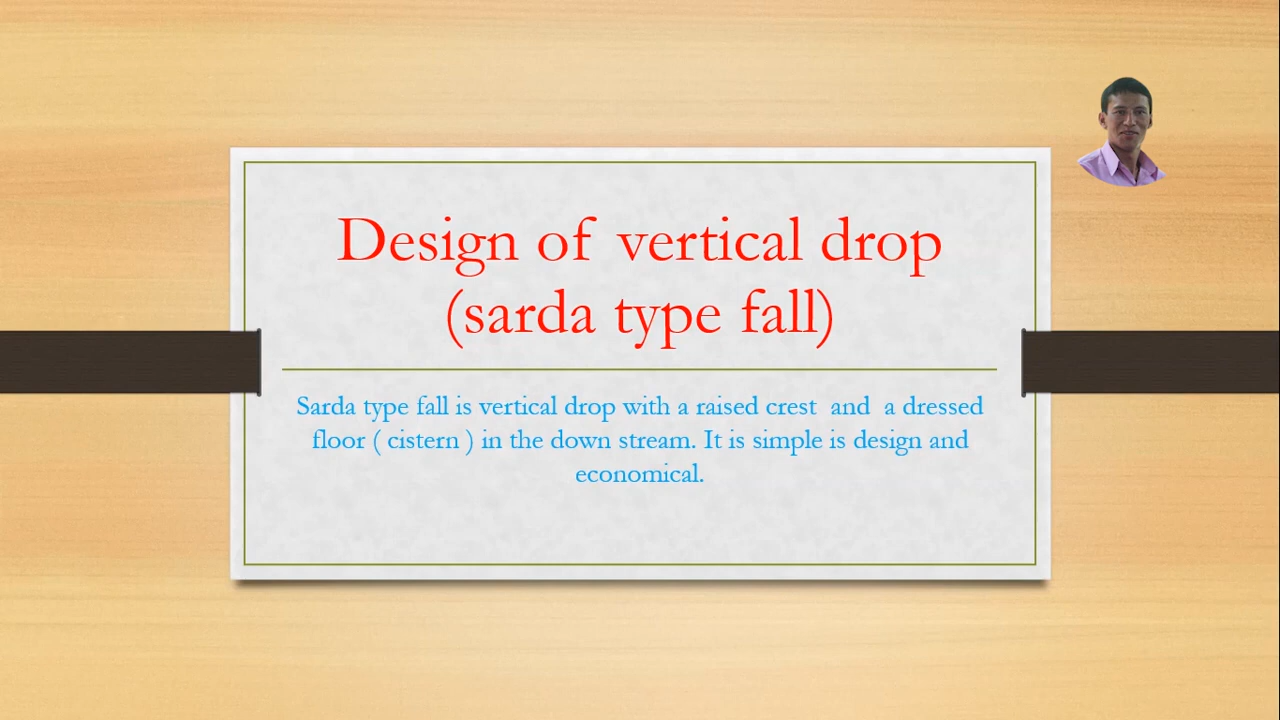 Design of vertical drop
(sarda type fall)
Sarda type fall is vertical drop with a raised crest and a dressed
floor ( cistern ) in the down stream. It is simple is design and
economical.